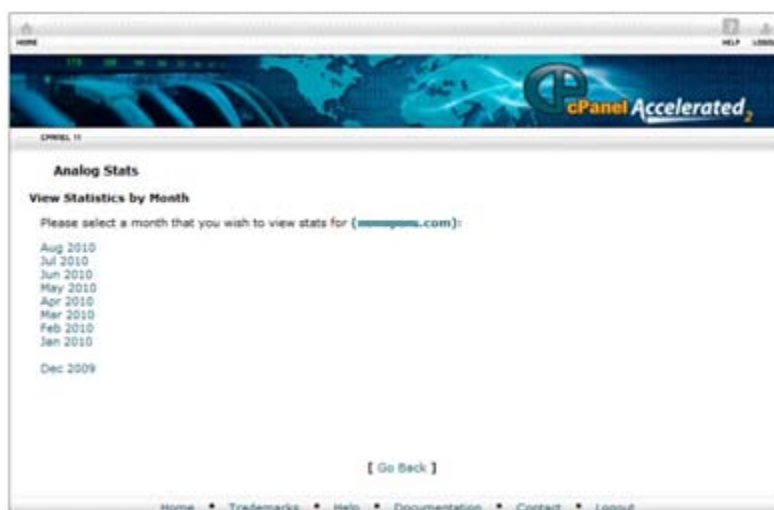 HOME
HELP LOGOUT
cPanel Accelerated2
CPANEL 11
Analog Stats
View Statistics by Month
Please select a month that you wish to view stats for (.com):
Aug 2010
Jul 2010
Jun 2010
May 2010
Apr 2010
Mar 2010
Feb 2010
Jan 2010
Dec 2009
[ Go Back ]
Home • Trademarks • Help • Documentation • Contact • Logout